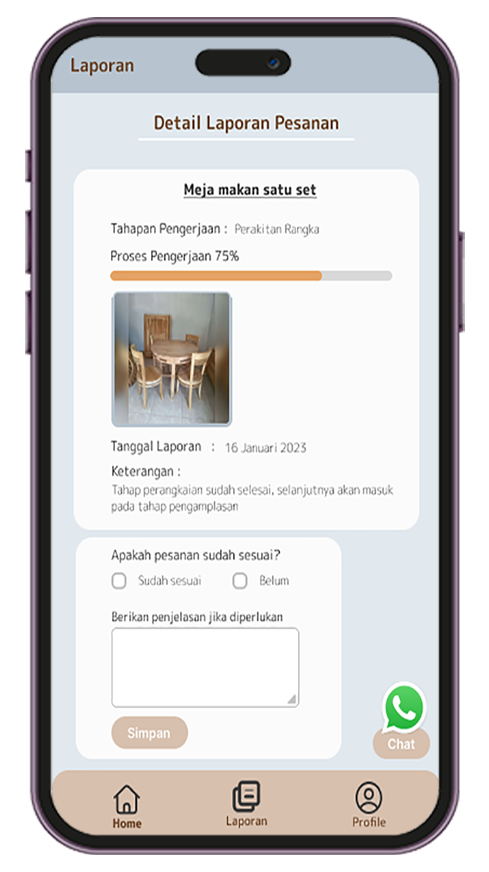 Laporan
Detail Laporan Pesanan
Meja makan satu set
Tahapan Pengerjaan : Perakitan Rangka
Proses Pengerjaan 75%
Tanggal Laporan : 16 Januari 2023
Keterangan :
Tahap perangkaian sudah selesai, selanjutnya akan masuk
pada tahap pengamplasan
Apakah pesanan sudah sesuai?
Sudah sesuai Belum
Berikan penjelasan jika diperlukan
Simpan
Chat
Home Laporan Profile